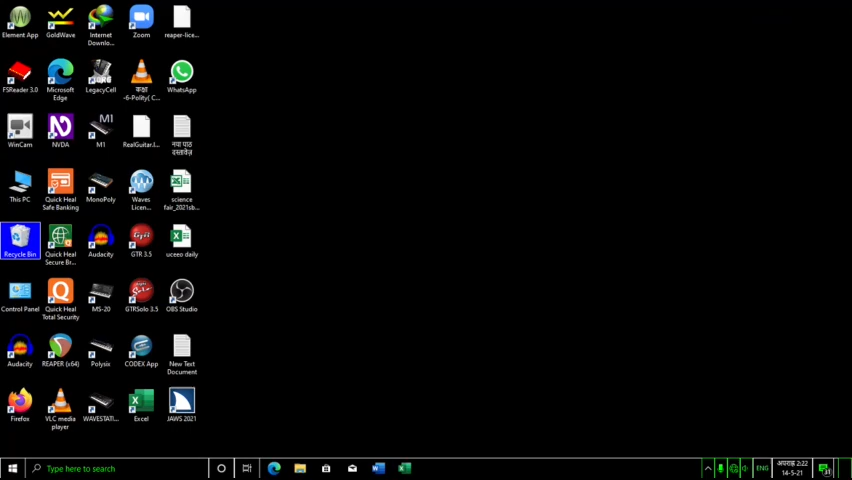 Element App
GoldWave
Internet
Downlo...
Zoom
reaper-lice...
FSReader 3.0
Microsoft
Edge
LegacyCell
कक्षा
-6-Polity( C...
WhatsApp
WinCam
NVDA
M1
M1
RealGuitar.l...
नया पाठ
दस्तावेज़
This PC
Quick Heal
Safe Banking
MonoPoly
Waves
Licen...
science
fair_2021sb...
Recycle Bin
Quick Heal
Secure Br...
Audacity
GTR 3.5
uceeo daily
Control Panel
Quick Heal
Total Security
MS-20
GTRSolo 3.5
OBS Studio
Audacity
REAPER (x64)
Polysix
CODEX App
New Text
Document
Firefox
VLC media
player
WAVESTATI...
Excel
JAWS 2021
Type here to search
ENG
अपराह्न 2:22
14-5-21